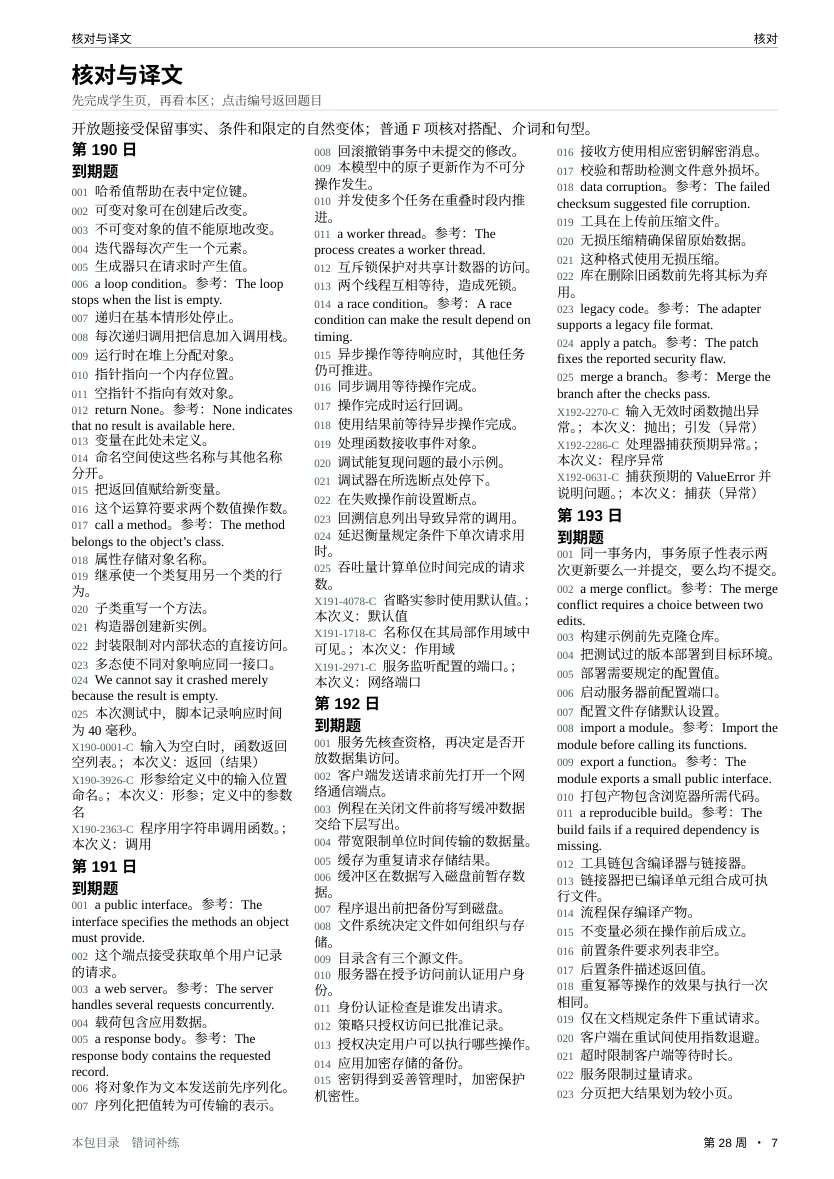 核对与译文
核对
核对与译文
先完成学生页，再看本区；点击编号返回题目
开放题接受保留事实、条件和限定的自然变体；普通 F 项核对搭配、介词和句型。
第 190 日
到期题
001 哈希值帮助在表中定位键。
002 可变对象可在创建后改变。
003 不可变对象的值不能原地改变。
004 迭代器每次产生一个元素。
005 生成器只在请求时产生值。
006 a loop condition。参考：The loop
stops when the list is empty.
007 递归在基本情形处停止。
008 每次递归调用把信息加入调用栈。
009 运行时在堆上分配对象。
010 指针指向一个内存位置。
011 空指针不指向有效对象。
012 return None。参考：None indicates
that no result is available here.
013 变量在此处未定义。
014 命名空间使这些名称与其他名称
分开。
015 把返回值赋给新变量。
016 这个运算符要求两个数值操作数。
017 call a method。参考：The method
belongs to the object’s class.
018 属性存储对象名称。
019 继承使一个类复用另一个类的行
为。
020 子类重写一个方法。
021 构造器创建新实例。
022 封装限制对内部状态的直接访问。
023 多态使不同对象响应同一接口。
024 We cannot say it crashed merely
because the result is empty.
025 本次测试中，脚本记录响应时间
为 40 毫秒。
X190-0001-C 输入为空白时，函数返回
空列表。；本次义：返回（结果）
X190-3926-C 形参给定义中的输入位置
命名。；本次义：形参；定义中的参数
名
X190-2363-C 程序用字符串调用函数。；
本次义：调用
第 191 日
到期题
001 a public interface。参考：The
interface specifies the methods an object
must provide.
002 这个端点接受获取单个用户记录
的请求。
003 a web server。参考：The server
handles several requests concurrently.
004 载荷包含应用数据。
005 a response body。参考：The
response body contains the requested
record.
006 将对象作为文本发送前先序列化。
007 序列化把值转为可传输的表示。
008 回滚撤销事务中未提交的修改。
009 本模型中的原子更新作为不可分
操作发生。
010 并发使多个任务在重叠时段内推
进。
011 a worker thread。参考：The
process creates a worker thread.
012 互斥锁保护对共享计数器的访问。
013 两个线程互相等待，造成死锁。
014 a race condition。参考：A race
condition can make the result depend on
timing.
015 异步操作等待响应时，其他任务
仍可推进。
016 同步调用等待操作完成。
017 操作完成时运行回调。
018 使用结果前等待异步操作完成。
019 处理函数接收事件对象。
020 调试能复现问题的最小示例。
021 调试器在所选断点处停下。
022 在失败操作前设置断点。
023 回溯信息列出导致异常的调用。
024 延迟衡量规定条件下单次请求用
时。
025 吞吐量计算单位时间完成的请求
数。
X191-4078-C 省略实参时使用默认值。；
本次义：默认值
X191-1718-C 名称仅在其局部作用域中
可见。；本次义：作用域
X191-2971-C 服务监听配置的端口。；
本次义：网络端口
第 192 日
到期题
001 服务先核查资格，再决定是否开
放数据集访问。
002 客户端发送请求前先打开一个网
络通信端点。
003 例程在关闭文件前将写缓冲数据
交给下层写出。
004 带宽限制单位时间传输的数据量。
005 缓存为重复请求存储结果。
006 缓冲区在数据写入磁盘前暂存数
据。
007 程序退出前把备份写到磁盘。
008 文件系统决定文件如何组织与存
储。
009 目录含有三个源文件。
010 服务器在授予访问前认证用户身
份。
011 身份认证检查是谁发出请求。
012 策略只授权访问已批准记录。
013 授权决定用户可以执行哪些操作。
014 应用加密存储的备份。
015 密钥得到妥善管理时，加密保护
机密性。
016 接收方使用相应密钥解密消息。
017 校验和帮助检测文件意外损坏。
018 data corruption。参考：The failed
checksum suggested file corruption.
019 工具在上传前压缩文件。
020 无损压缩精确保留原始数据。
021 这种格式使用无损压缩。
022 库在删除旧函数前先将其标为弃
用。
023 legacy code。参考：The adapter
supports a legacy file format.
024 apply a patch。参考：The patch
fixes the reported security flaw.
025 merge a branch。参考：Merge the
branch after the checks pass.
X192-2270-C 输入无效时函数抛出异
常。；本次义：抛出；引发（异常）
X192-2286-C 处理器捕获预期异常。；
本次义：程序异常
X192-0631-C 捕获预期的 ValueError 并
说明问题。；本次义：捕获（异常）
第 193 日
到期题
001 同一事务内，事务原子性表示两
次更新要么一并提交，要么均不提交。
002 a merge conflict。参考：The merge
conflict requires a choice between two
edits.
003 构建示例前先克隆仓库。
004 把测试过的版本部署到目标环境。
005 部署需要规定的配置值。
006 启动服务器前配置端口。
007 配置文件存储默认设置。
008 import a module。参考：Import the
module before calling its functions.
009 export a function。参考：The
module exports a small public interface.
010 打包产物包含浏览器所需代码。
011 a reproducible build。参考：The
build fails if a required dependency is
missing.
012 工具链包含编译器与链接器。
013 链接器把已编译单元组合成可执
行文件。
014 流程保存编译产物。
015 不变量必须在操作前后成立。
016 前置条件要求列表非空。
017 后置条件描述返回值。
018 重复幂等操作的效果与执行一次
相同。
019 仅在文档规定条件下重试请求。
020 客户端在重试间使用指数退避。
021 超时限制客户端等待时长。
022 服务限制过量请求。
023 分页把大结果划为较小页。
本包目录 错词补练
第 28 周 · 7